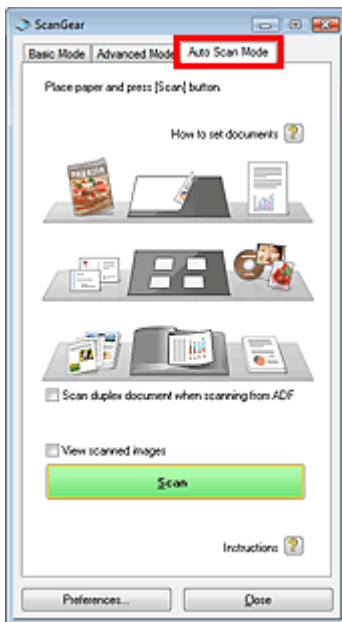 ScanGear
Basic Mode Advanced Mode Auto Scan Mode
Place paper and press [Scan] button.
How to set documents
Scan duplex document when scanning from ADF
View scanned images
Scan
Instructions
Preferences... Close